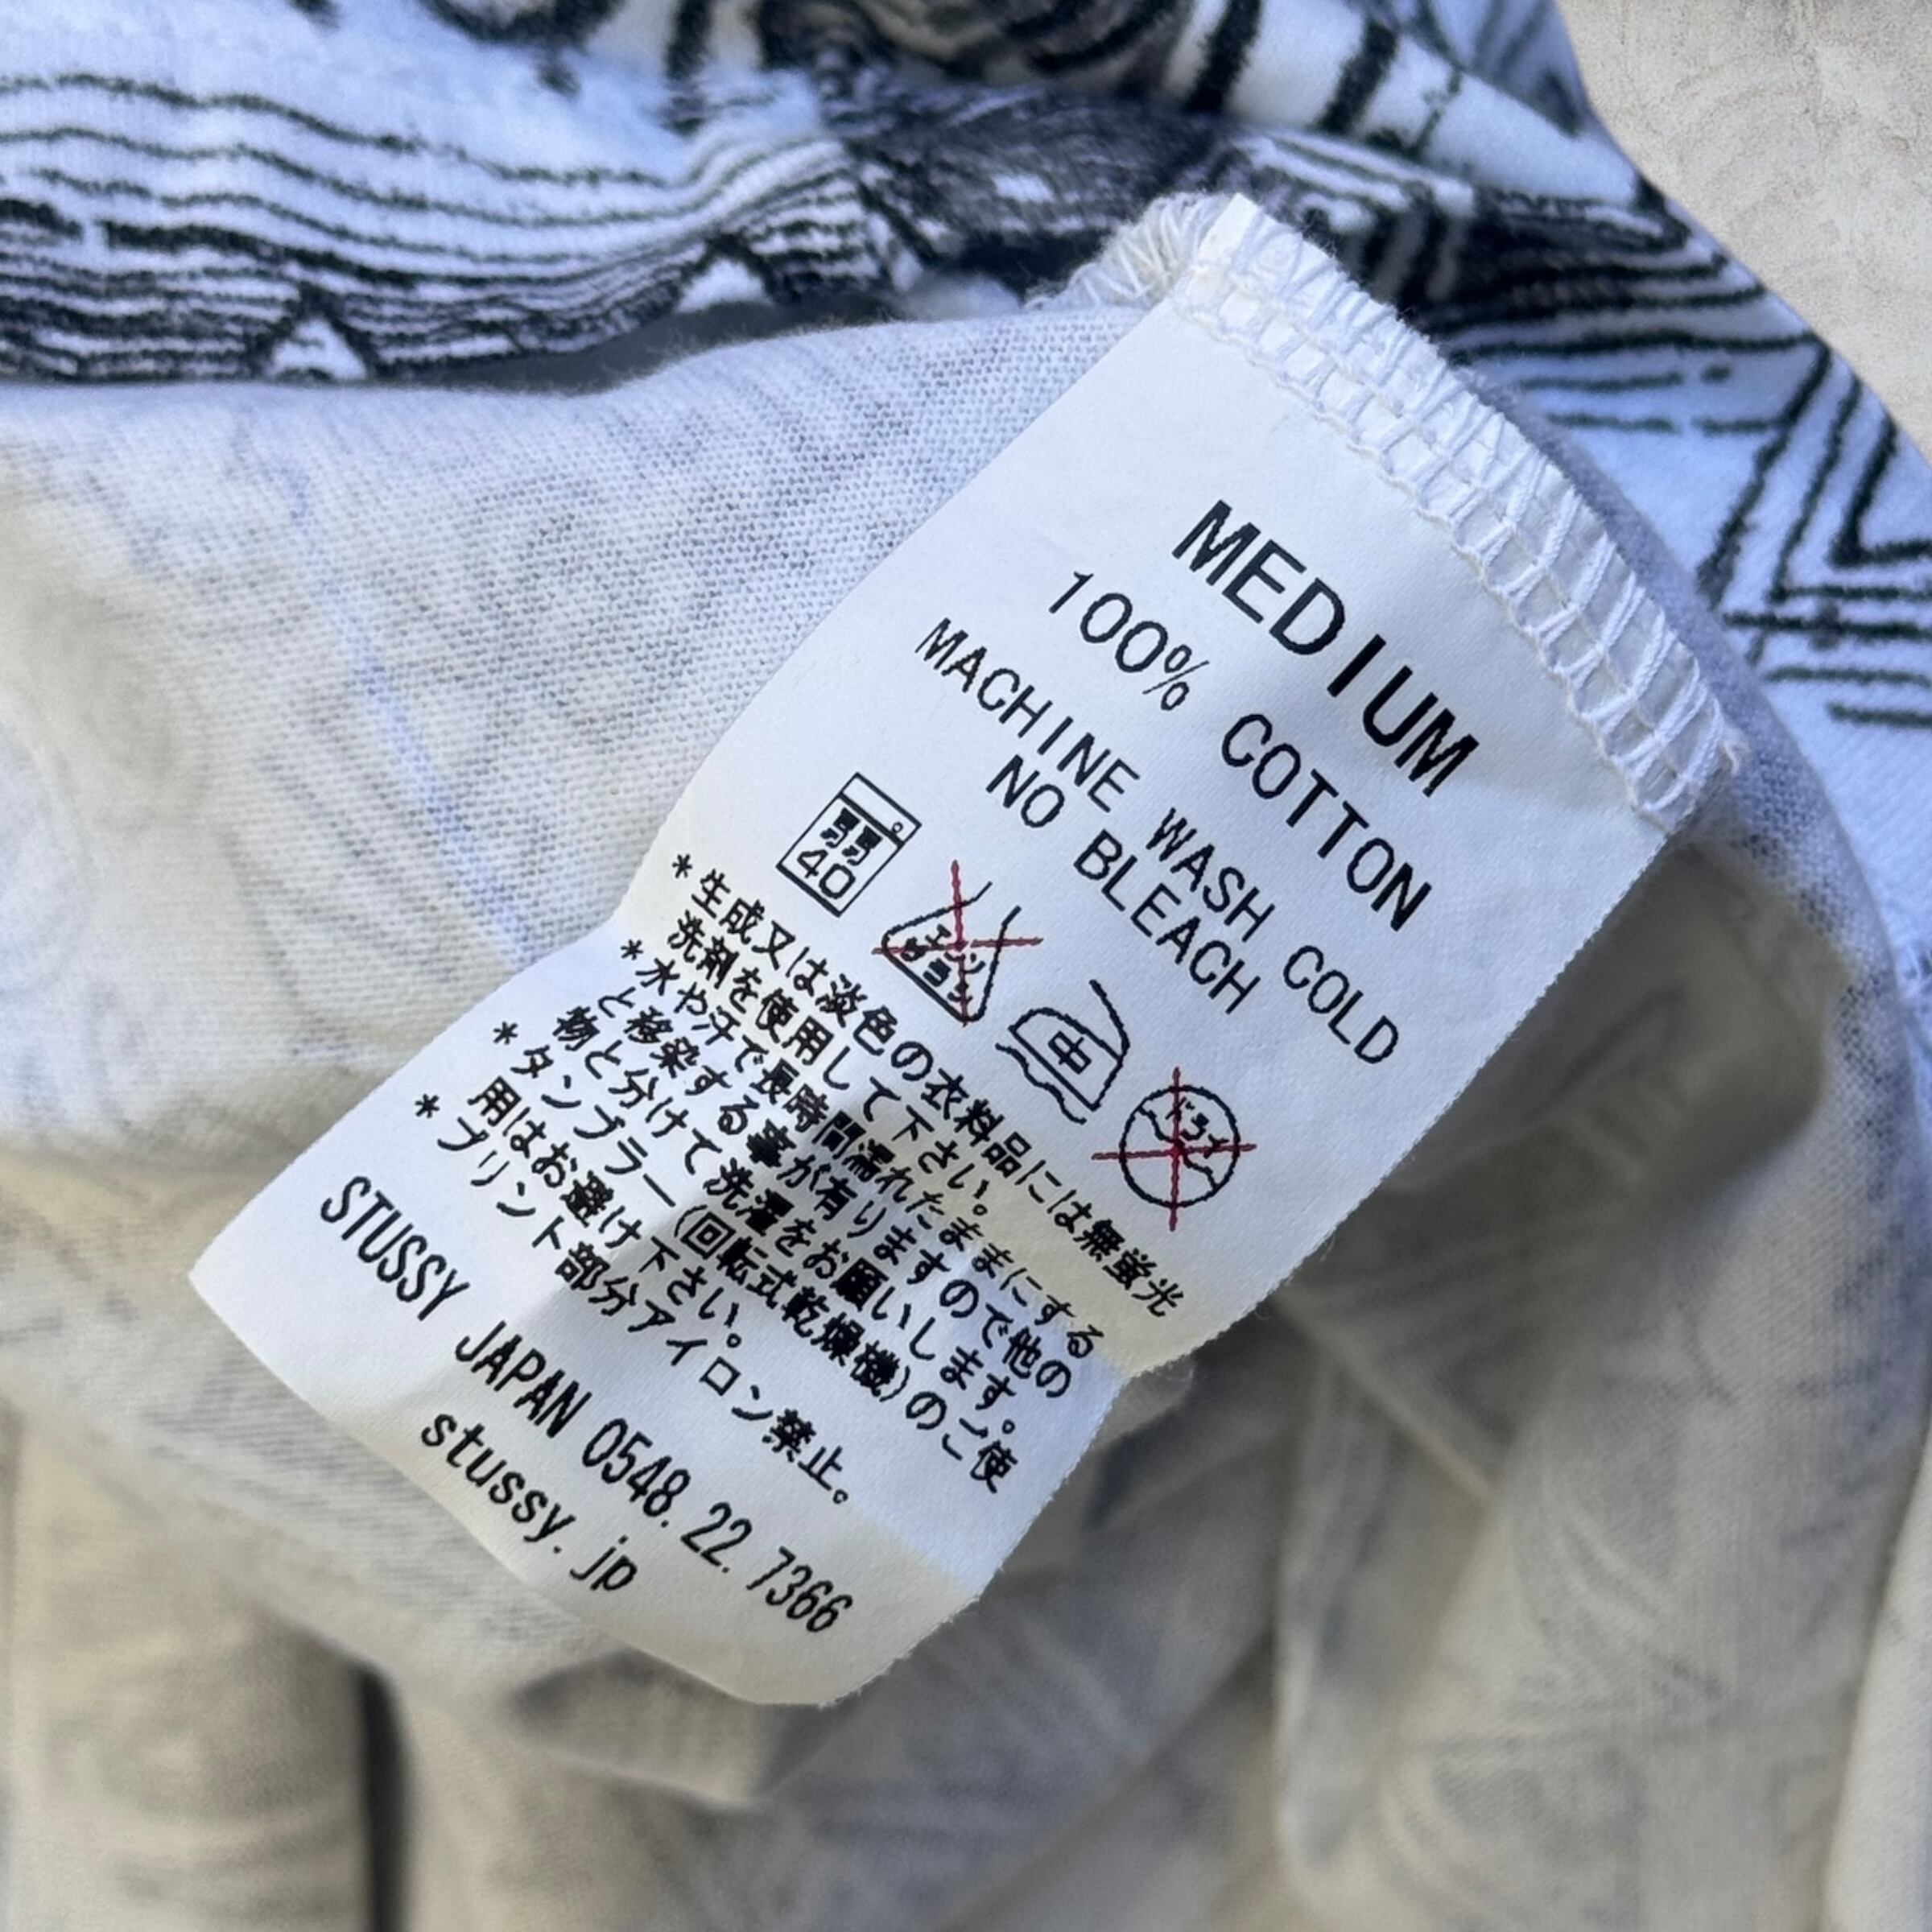 MEDIUM
100% COTTON
MACHINE WASH COLD
NO BLEACH
40
中
*生成又は淡色の衣料品には無蛍光
洗剤を使用して下さい。
*水や汗で長時間濡れたままにする
と移染する事が有りますので他の
物と分けて洗濯をお願いします。
*タンブラー(回転式乾燥機)のご使
用はお避け下さい。
*プリント部分アイロン禁止。
STUSSY JAPAN 0548.22.7366
stussy.jp